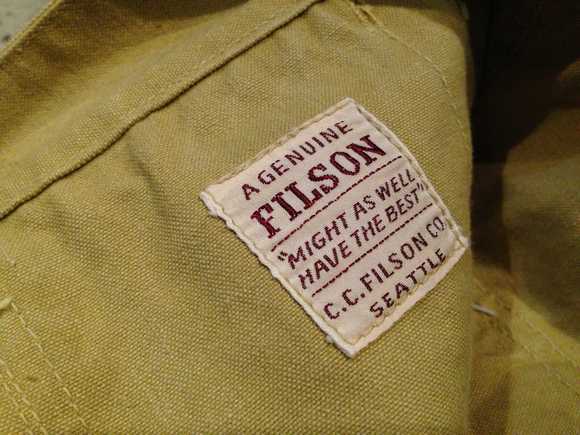 A GENUINE
FILSON
"MIGHT AS WELL
HAVE THE BEST"
C.C. FILSON CO.
SEATTLE